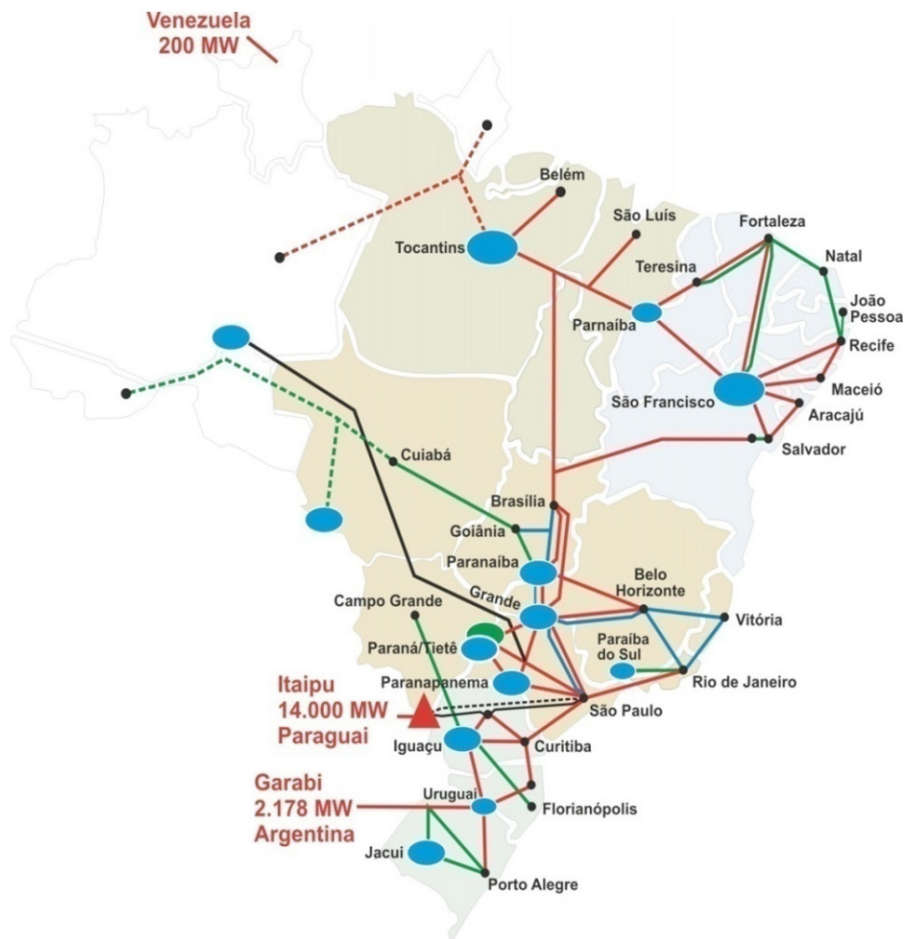 Venezuela
200 MW
Belém
São Luís
Fortaleza
Tocantins
Teresina
Natal
João
Pessoa
Parnaíba
Recife
Maceió
São Francisco
Aracajú
Salvador
Cuiabá
Brasília
Goiânia
Paranaíba
Belo
Horizonte
Grande
Campo Grande
Vitória
Paraíba
do Sul
Paraná/Tietê
Paranapanema
Rio de Janeiro
Itaipu
14.000 MW
Paraguai
São Paulo
Iguaçu
Curitiba
Garabi
2.178 MW
Argentina
Uruguai
Florianópolis
Jacui
Porto Alegre